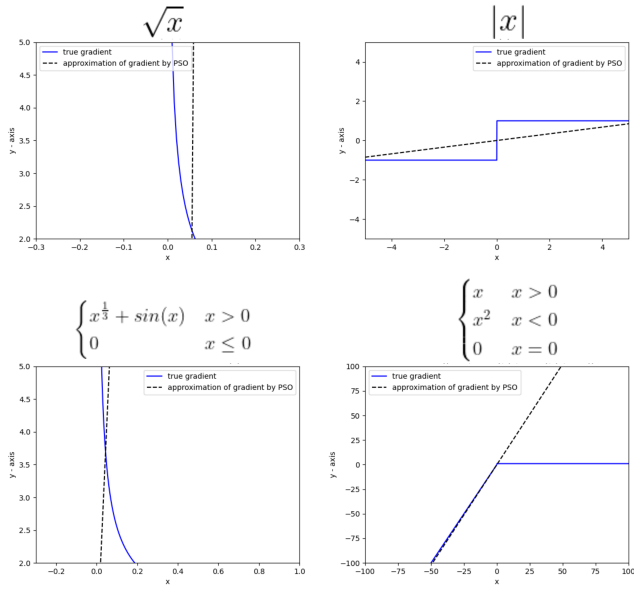 √x
5.0
4.5
4.0
3.5
3.0
2.5
2.0
true gradient
approximation of gradient by PSO
y - axis
−0.3 −0.2 −0.1 0.0 0.1 0.2 0.3
x
|x|
4
2
0
−2
−4
true gradient
approximation of gradient by PSO
y - axis
−4 −2 0 2 4
x
{ x^{1/3} + sin(x) x > 0
0 x ≤ 0
5.0
4.5
4.0
3.5
3.0
2.5
2.0
true gradient
approximation of gradient by PSO
y - axis
−0.2 0.0 0.2 0.4 0.6 0.8 1.0
x
{ x x > 0
x² x < 0
0 x = 0
100
75
50
25
0
−25
−50
−75
−100
true gradient
approximation of gradient by PSO
y - axis
−100 −75 −50 −25 0 25 50 75 100
x